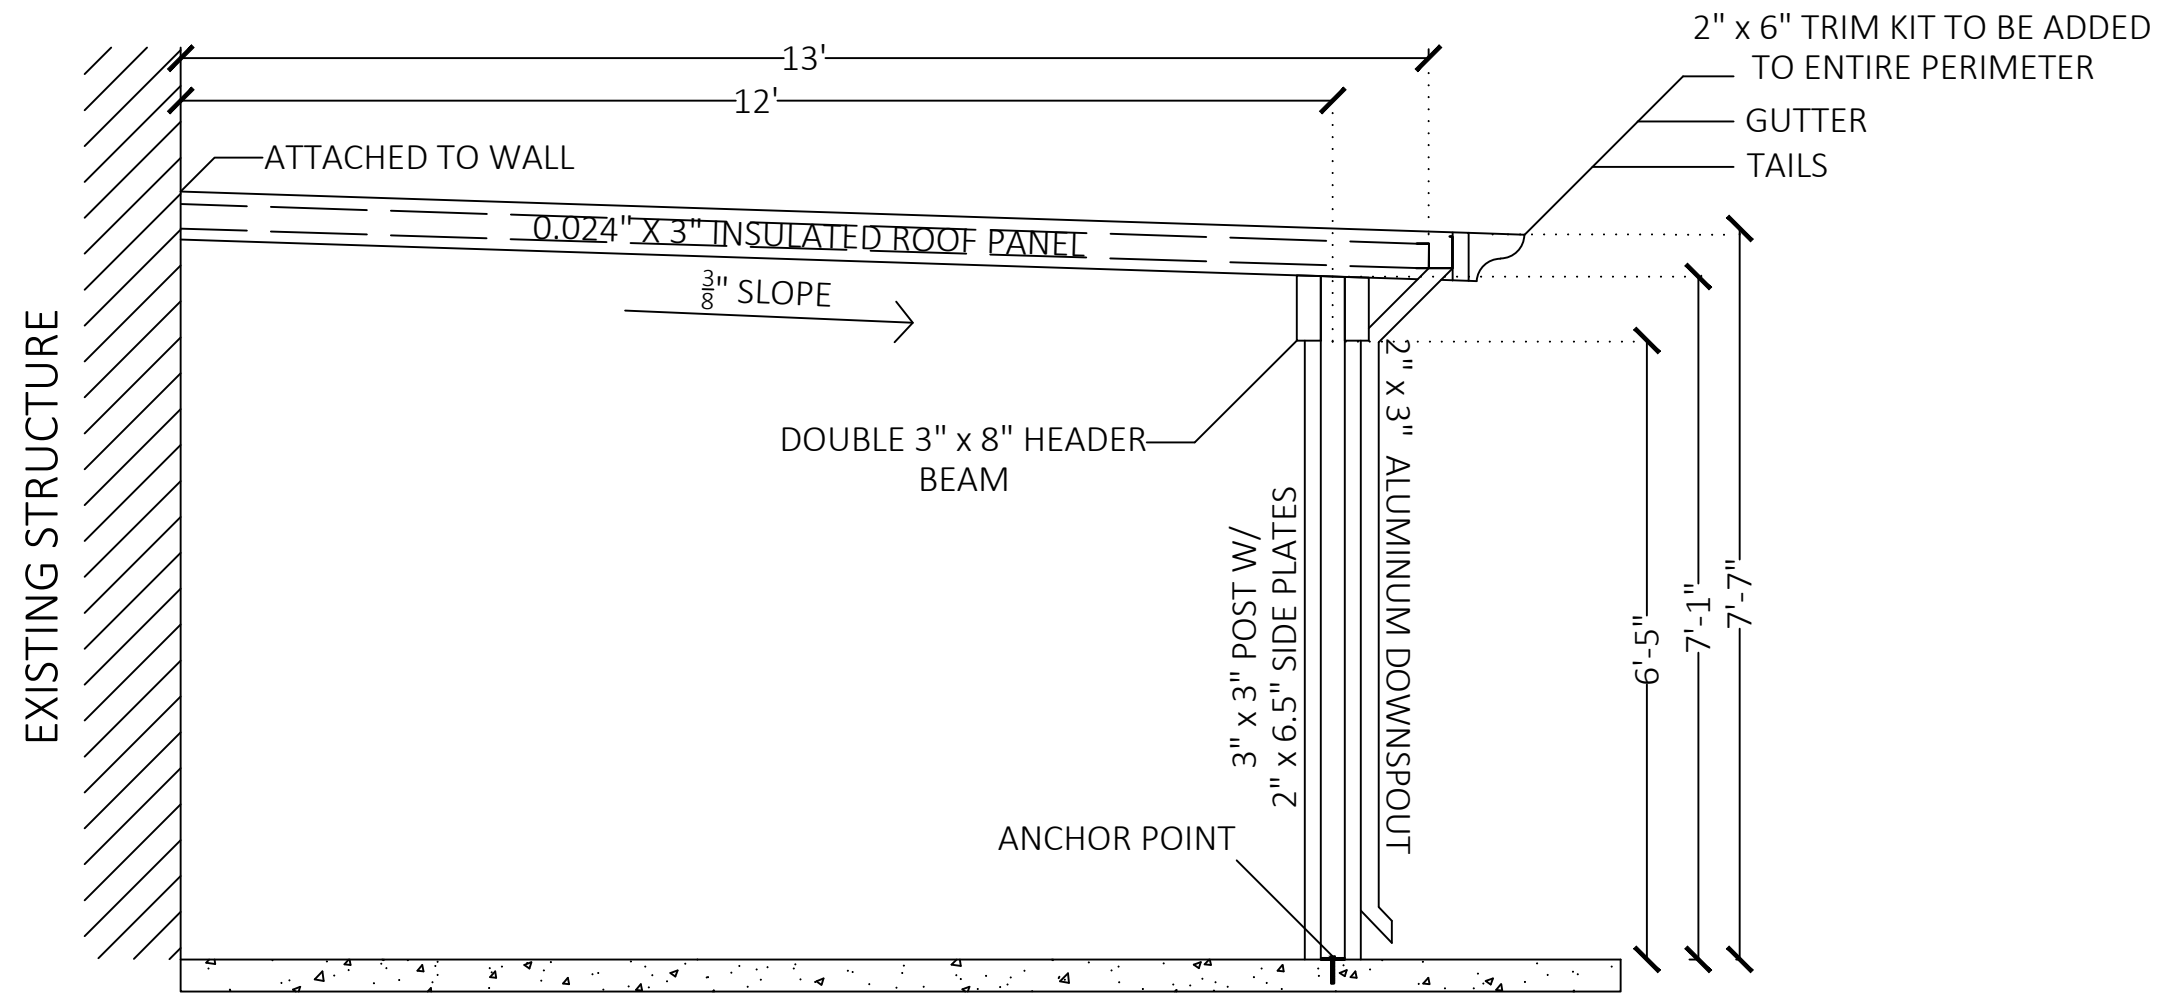 2" x 6" TRIM KIT TO BE ADDED
TO ENTIRE PERIMETER
13'
12'
GUTTER
ATTACHED TO WALL
TAILS
0.024" X 3" INSULATED ROOF PANEL
3/8" SLOPE
EXISTING STRUCTURE
DOUBLE 3" x 8" HEADER
BEAM
3" x 3" POST W/
2" x 6.5" SIDE PLATES
2" x 3" ALUMINUM DOWNSPOUT
6'-5"
7'-1"
7'-7"
ANCHOR POINT